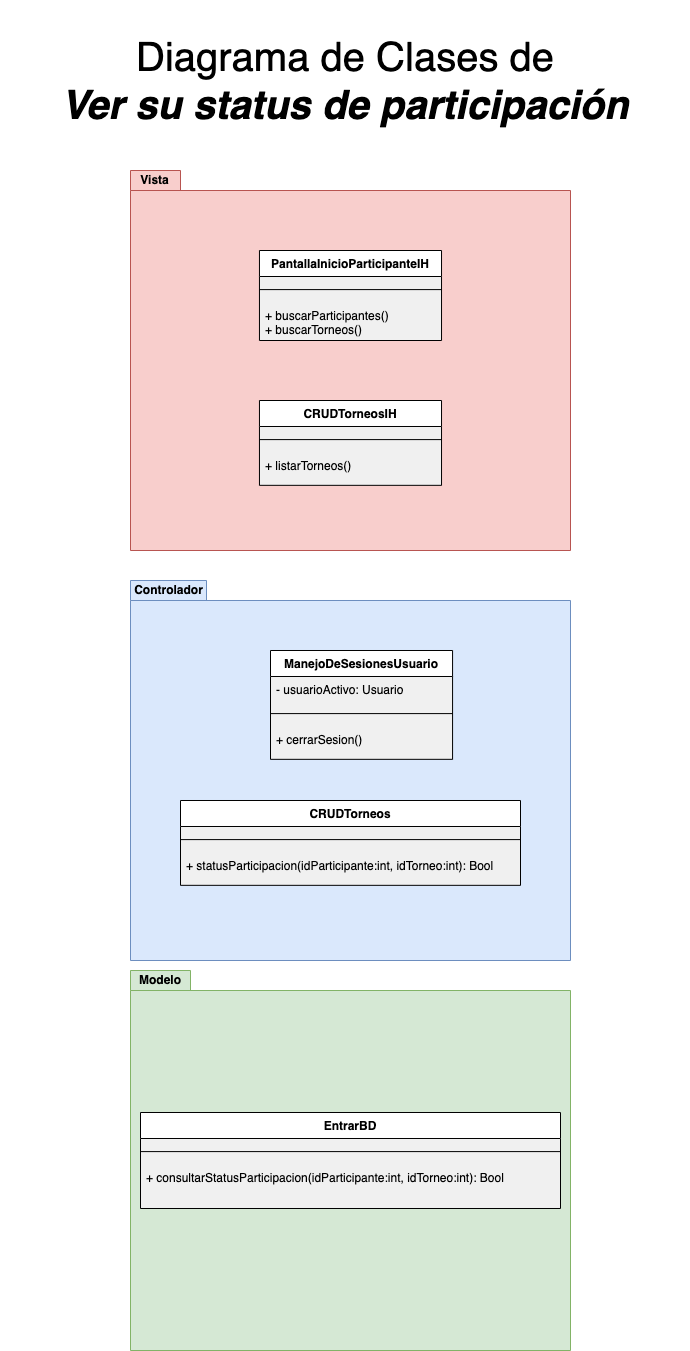 Diagrama de Clases de
Ver su status de participación
Vista
PantallaInicioParticipanteIH
+ buscarParticipantes()
+ buscarTorneos()
CRUDTorneosIH
+ listarTorneos()
Controlador
ManejoDeSesionesUsuario
- usuarioActivo: Usuario
+ cerrarSesion()
CRUDTorneos
+ statusParticipacion(idParticipante:int, idTorneo:int): Bool
Modelo
EntrarBD
+ consultarStatusParticipacion(idParticipante:int, idTorneo:int): Bool